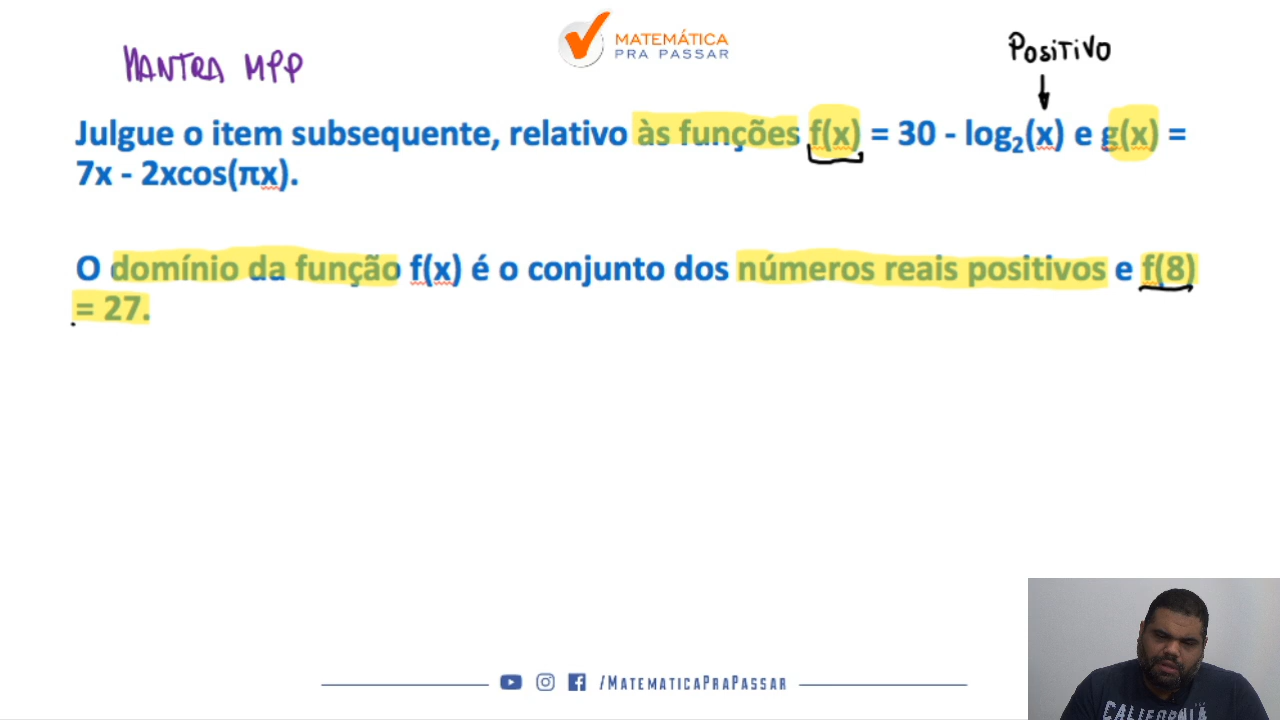 MANTRA MPP
MATEMÁTICA
PRA PASSAR
POSITIVO
Julgue o item subsequente, relativo às funções f(x) = 30 - log₂(x) e g(x) =
7x - 2xcos(πx).
O domínio da função f(x) é o conjunto dos números reais positivos e f(8)
= 27.
/MATEMATICAPRAPASSAR
CALIFORNIA